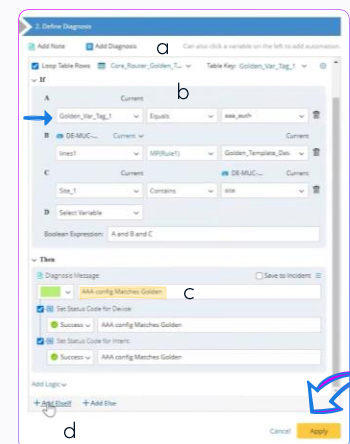 2. Define Diagnosis
Add Note Add Diagnosis a Can also click a variable on the left to add automation
Loop Table Rows Core_Router_Golden_T... Table Key: Golden_Var_Tag_1
If b
A Current
Golden_Var_Tag_1 Equals aaa_auth
B DE-MUC-... Current Current
lines1 MP(Rule1) Golden_Template_Data
C Current DE-MUC-... Current
Site_1 Contains site
D Select Variable
Boolean Expression: A and B and C
Then
Diagnosis Message: Save to Incident
AAA config Matches Golden c
Set Status Code for Device:
Success AAA config Matches Golden
Set Status Code for Intent:
Success AAA config Matches Golden
Add Logic
+ Add ElseIf + Add Else
d Cancel Apply